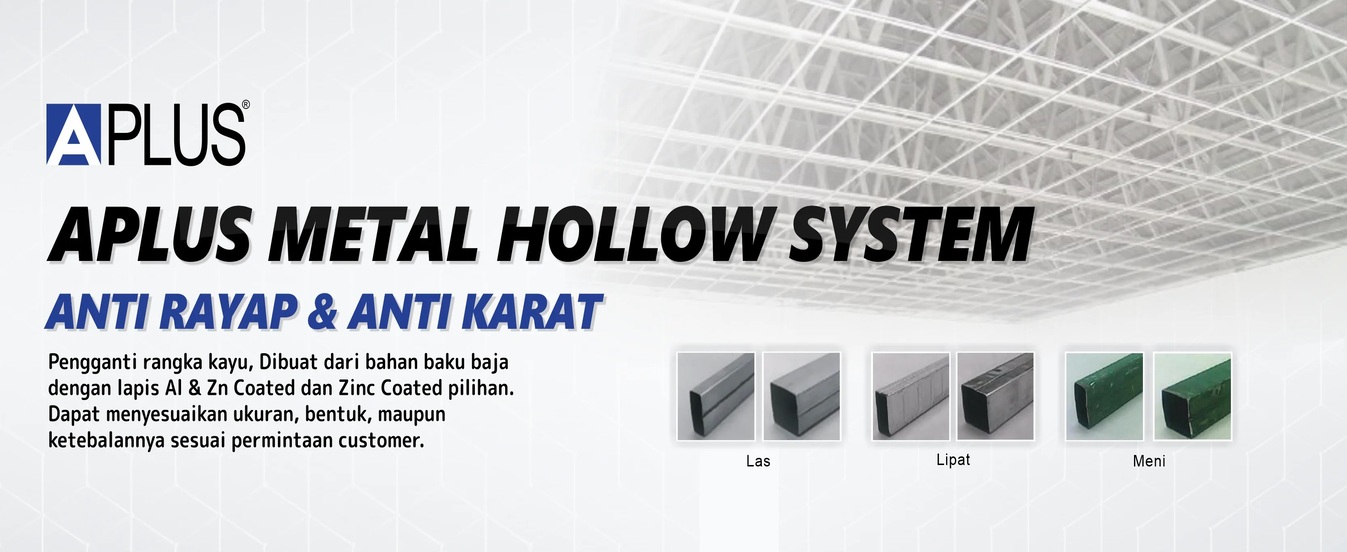 APLUS®
APLUS METAL HOLLOW SYSTEM
ANTI RAYAP & ANTI KARAT
Pengganti rangka kayu, Dibuat dari bahan baku baja
dengan lapis Al & Zn Coated dan Zinc Coated pilihan.
Dapat menyesuaikan ukuran, bentuk, maupun
ketebalannya sesuai permintaan customer.
Las
Lipat
Meni